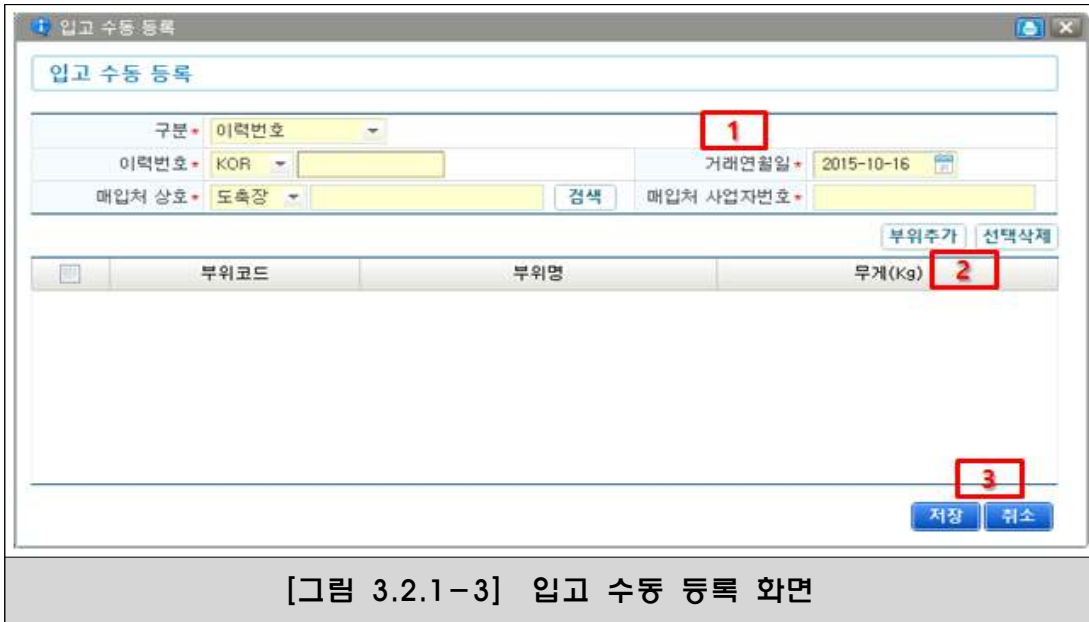 입고 수동 등록
입고 수동 등록
구분* 이력번호 1
이력번호* KOR 거래연월일* 2015-10-16
매입처 상호* 도축장 검색 매입처 사업자번호*
부위추가 선택삭제
부위코드 부위명 무게(Kg) 2
3
저장 취소
[그림 3.2.1-3] 입고 수동 등록 화면